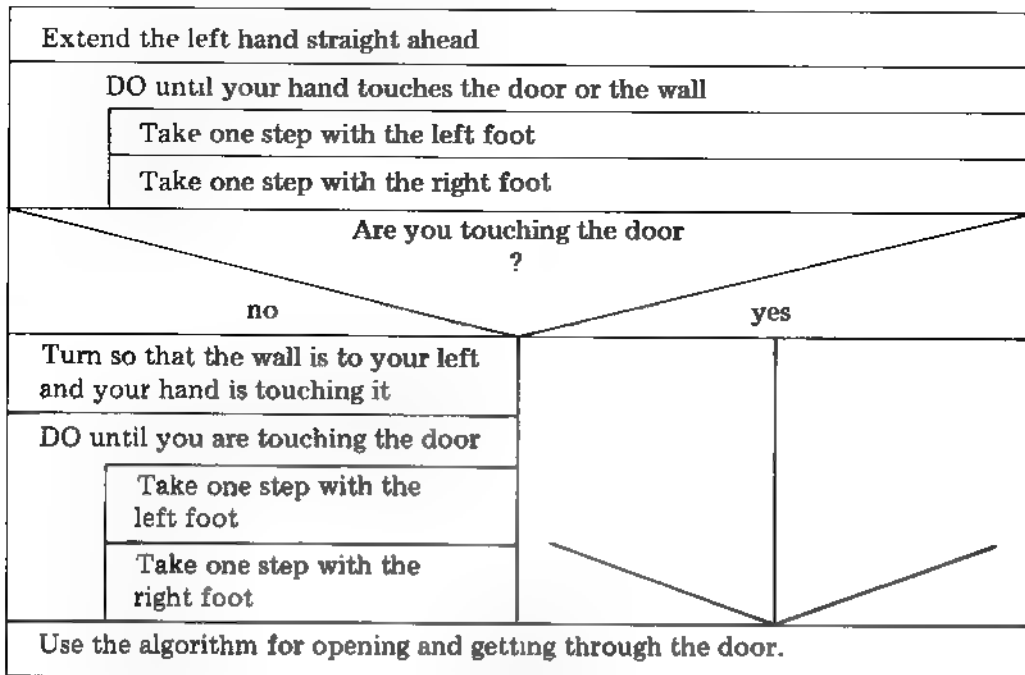 Extend the left hand straight ahead
DO until your hand touches the door or the wall
Take one step with the left foot
Take one step with the right foot
Are you touching the door
?
no
yes
Turn so that the wall is to your left
and your hand is touching it
DO until you are touching the door
Take one step with the
left foot
Take one step with the
right foot
Use the algorithm for opening and getting through the door.